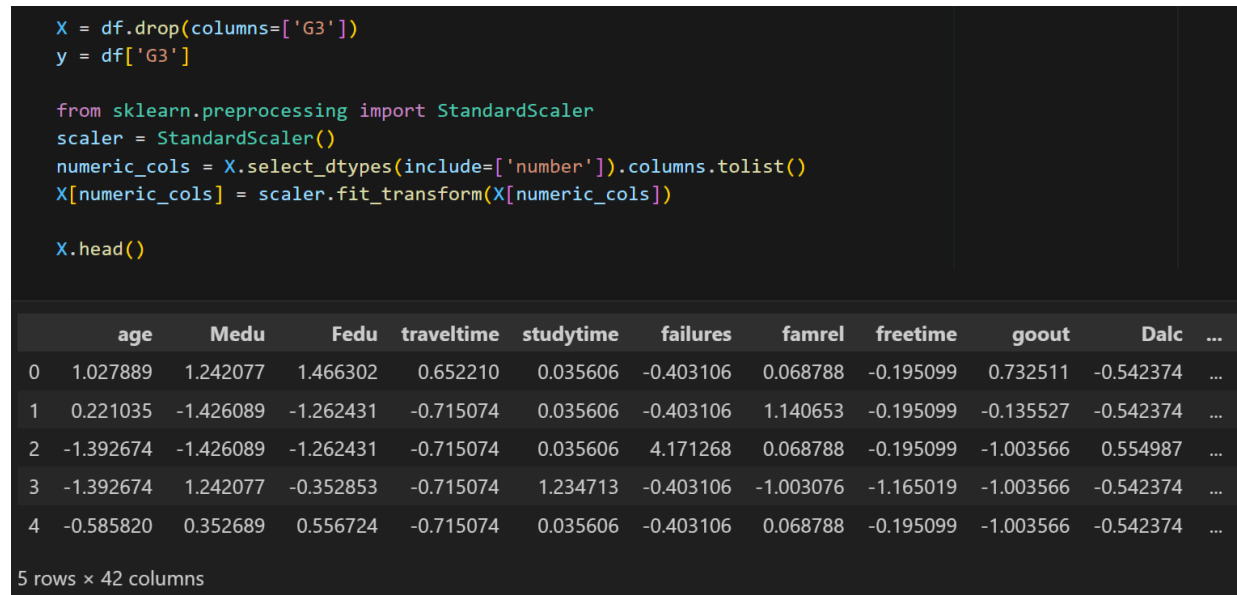 X = df.drop(columns=['G3'])
y = df['G3']
from sklearn.preprocessing import StandardScaler
scaler = StandardScaler()
numeric_cols = X.select_dtypes(include=['number']).columns.tolist()
X[numeric_cols] = scaler.fit_transform(X[numeric_cols])
X.head()
age Medu Fedu traveltime studytime failures famrel freetime goout Dalc ...
0 1.027889 1.242077 1.466302 0.652210 0.035606 -0.403106 0.068788 -0.195099 0.732511 -0.542374 ...
1 0.221035 -1.426089 -1.262431 -0.715074 0.035606 -0.403106 1.140653 -0.195099 -0.135527 -0.542374 ...
2 -1.392674 -1.426089 -1.262431 -0.715074 0.035606 4.171268 0.068788 -0.195099 -1.003566 0.554987 ...
3 -1.392674 1.242077 -0.352853 -0.715074 1.234713 -0.403106 -1.003076 -1.165019 -1.003566 -0.542374 ...
4 -0.585820 0.352689 0.556724 -0.715074 0.035606 -0.403106 0.068788 -0.195099 -1.003566 -0.542374 ...
5 rows × 42 columns